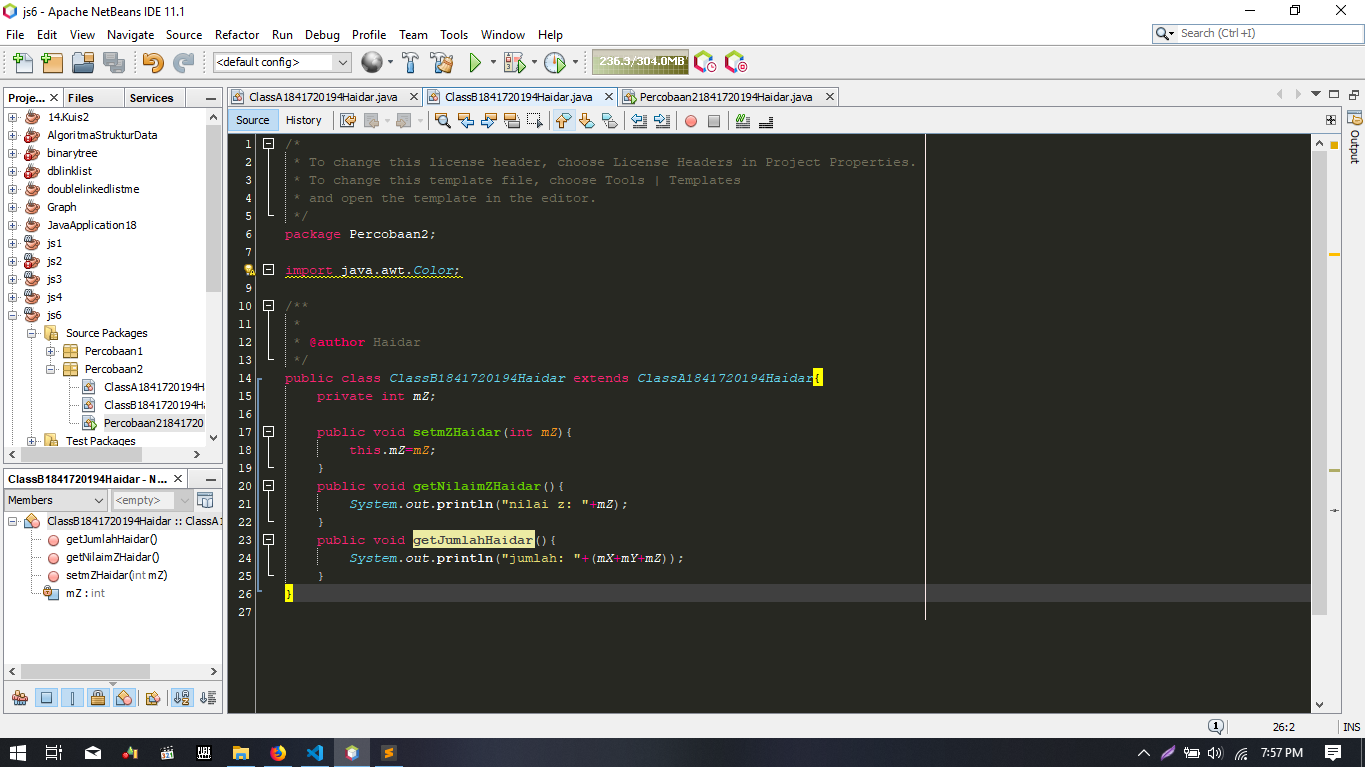 js6 - Apache NetBeans IDE 11.1
File Edit View Navigate Source Refactor Run Debug Profile Team Tools Window Help
Search (Ctrl+I)
<default config>
236.3/304.0MB
Proje... Files Services
ClassA1841720194Haidar.java ClassB1841720194Haidar.java Percobaan21841720194Haidar.java
Source History
14.Kuis2
AlgoritmaStrukturData
binarytree
dblinklist
doublelinkedlistme
Graph
JavaApplication18
js1
js2
js3
js4
js6
Source Packages
Percobaan1
Percobaan2
ClassA1841720194H
ClassB1841720194H
Percobaan21841720
Test Packages
ClassB1841720194Haidar - N...
Members <empty>
ClassB1841720194Haidar :: ClassA1
getJumlahHaidar()
getNilaimZHaidar()
setmZHaidar(int mZ)
mZ : int
1 /*
2 * To change this license header, choose License Headers in Project Properties.
3 * To change this template file, choose Tools | Templates
4 * and open the template in the editor.
5 */
6 package Percobaan2;
7
import java.awt.Color;
9
10 /**
11 *
12 * @author Haidar
13 */
14 public class ClassB1841720194Haidar extends ClassA1841720194Haidar{
15 private int mZ;
16
17 public void setmZHaidar(int mZ){
18 this.mZ=mZ;
19 }
20 public void getNilaimZHaidar(){
21 System.out.println("nilai z: "+mZ);
22 }
23 public void getJumlahHaidar(){
24 System.out.println("jumlah: "+(mX+mY+mZ));
25 }
26 }
27
Output
1 26:2 INS
7:57 PM